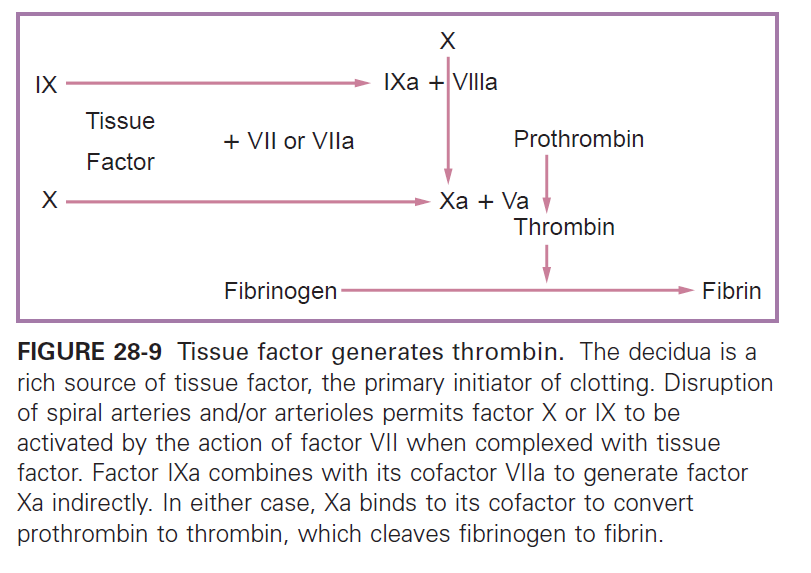 X
IX IXa + VIIIa
Tissue
+ VII or VIIa Prothrombin
Factor
X Xa + Va
Thrombin
Fibrinogen Fibrin
FIGURE 28-9 Tissue factor generates thrombin. The decidua is a
rich source of tissue factor, the primary initiator of clotting. Disruption
of spiral arteries and/or arterioles permits factor X or IX to be
activated by the action of factor VII when complexed with tissue
factor. Factor IXa combines with its cofactor VIIa to generate factor
Xa indirectly. In either case, Xa binds to its cofactor to convert
prothrombin to thrombin, which cleaves fibrinogen to fibrin.